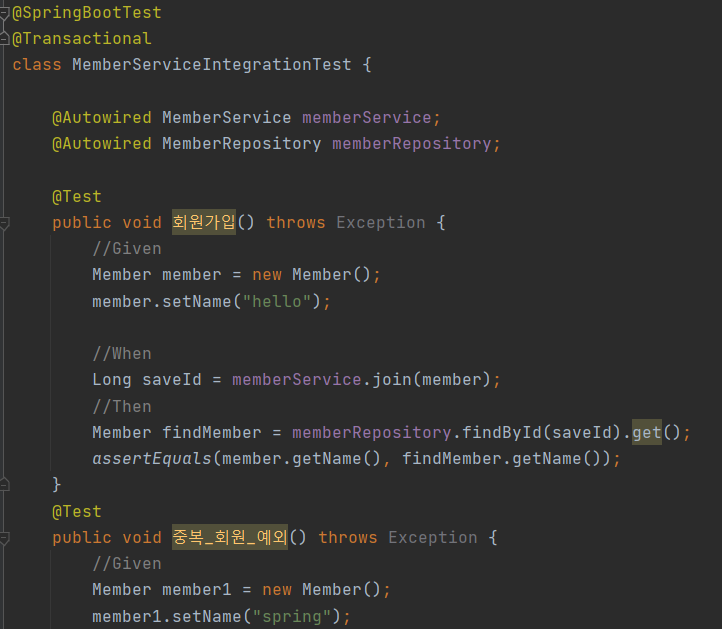 @SpringBootTest
@Transactional
class MemberServiceIntegrationTest {
@Autowired MemberService memberService;
@Autowired MemberRepository memberRepository;
@Test
public void 회원가입() throws Exception {
//Given
Member member = new Member();
member.setName("hello");
//When
Long saveId = memberService.join(member);
//Then
Member findMember = memberRepository.findById(saveId).get();
assertEquals(member.getName(), findMember.getName());
}
@Test
public void 중복_회원_예외() throws Exception {
//Given
Member member1 = new Member();
member1.setName("spring");